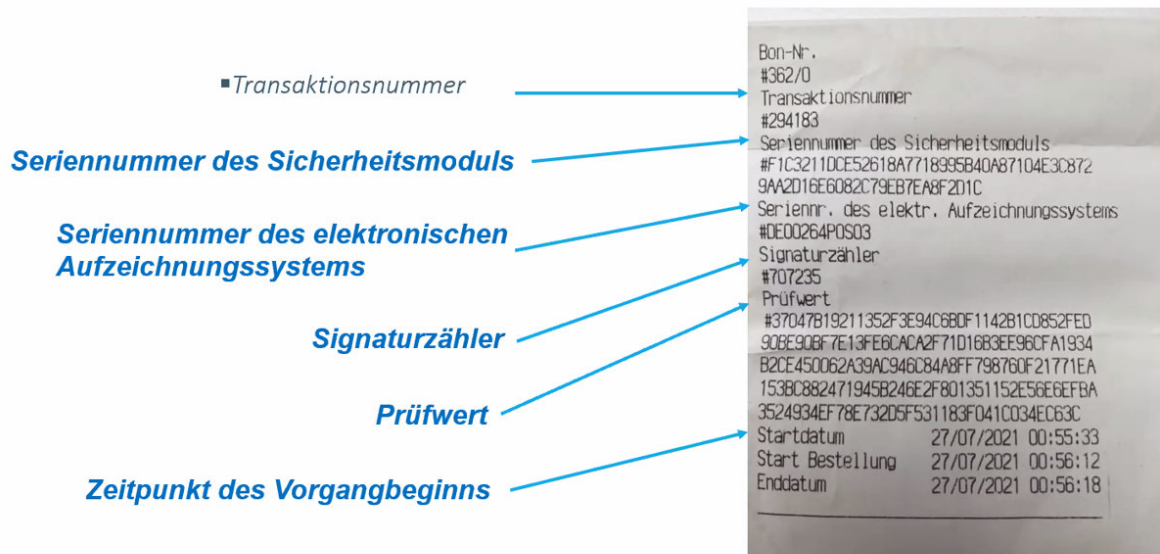 ▪Transaktionsnummer
Seriennummer des Sicherheitsmoduls
Seriennummer des elektronischen
Aufzeichnungssystems
Signaturzähler
Prüfwert
Zeitpunkt des Vorgangbeginns
Bon-Nr.
#362/0
Transaktionsnummer
#294183
Seriennummer des Sicherheitsmoduls
#F1C3211DCE52618A7718995B40A87104E3C872
9AA2D16E6082C79EB7EA8F2D1C
Seriennr. des elektr. Aufzeichnungssystems
#DE00264POS03
Signaturzähler
#707235
Prüfwert
#37047B19211352F3E94C6BDF1142B1CD852FED
90BE90BF7E13FE6CACA2F71D16B3EE96CFA1934
B2CE450062A39AC946C84A8FF798760F21771EA
153BC882471945B246E2F801351152E56E6EFBA
3524934EF78E732D5F531183F041C034EC63C
Startdatum 27/07/2021 00:55:33
Start Bestellung 27/07/2021 00:56:12
Enddatum 27/07/2021 00:56:18